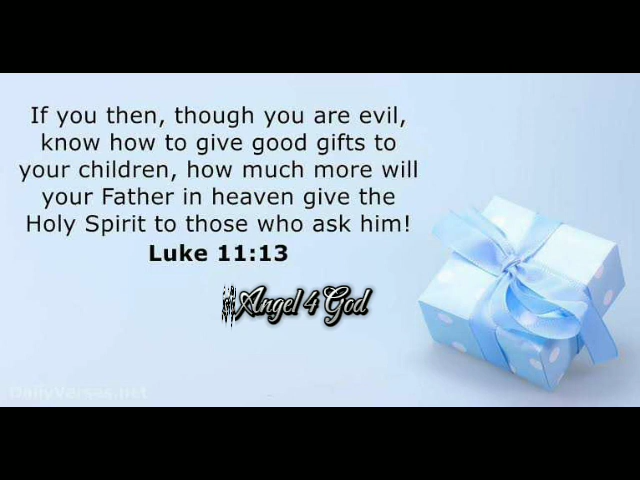 If you then, though you are evil,
know how to give good gifts to
your children, how much more will
your Father in heaven give the
Holy Spirit to those who ask him!
Luke 11:13
Angel 4 God
DailyVerses.net